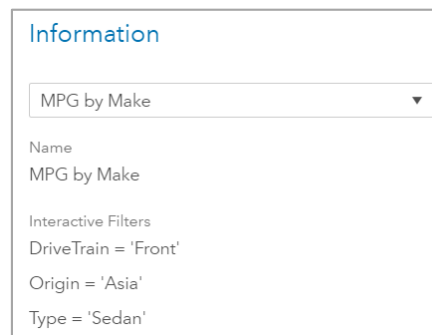 Information
MPG by Make
Name
MPG by Make
Interactive Filters
DriveTrain = 'Front'
Origin = 'Asia'
Type = 'Sedan'